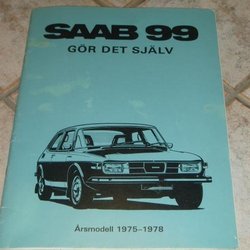 SAAB 99
GÖR DET SJÄLV
Årsmodell 1975-1978